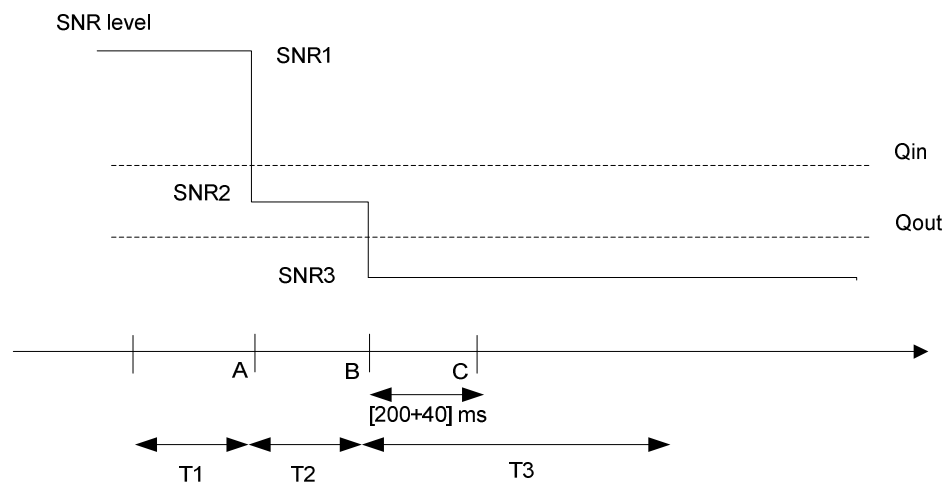 SNR level
SNR1
Qin
SNR2
Qout
SNR3
A B C
[200+40] ms
T1 T2 T3